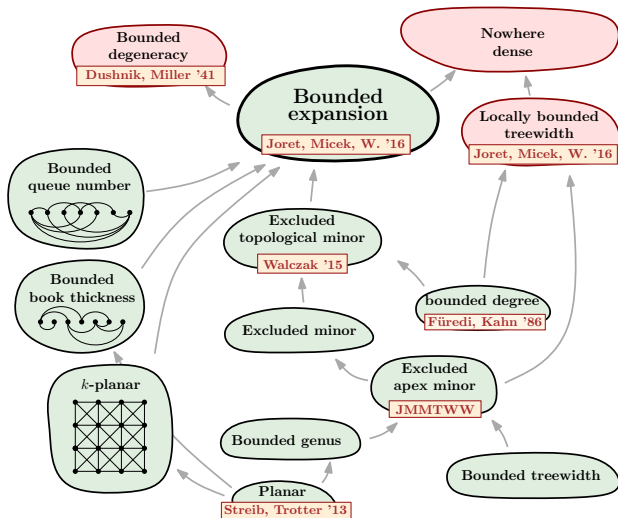 Bounded
degeneracy
Dushnik, Miller '41
Nowhere
dense
Bounded
expansion
Joret, Micek, W. '16
Locally bounded
treewidth
Joret, Micek, W. '16
Bounded
queue number
Excluded
topological minor
Walczak '15
Bounded
book thickness
bounded degree
Füredi, Kahn '86
Excluded minor
k-planar
Excluded
apex minor
JMMTWW
Bounded genus
Bounded treewidth
Planar
Streib, Trotter '13